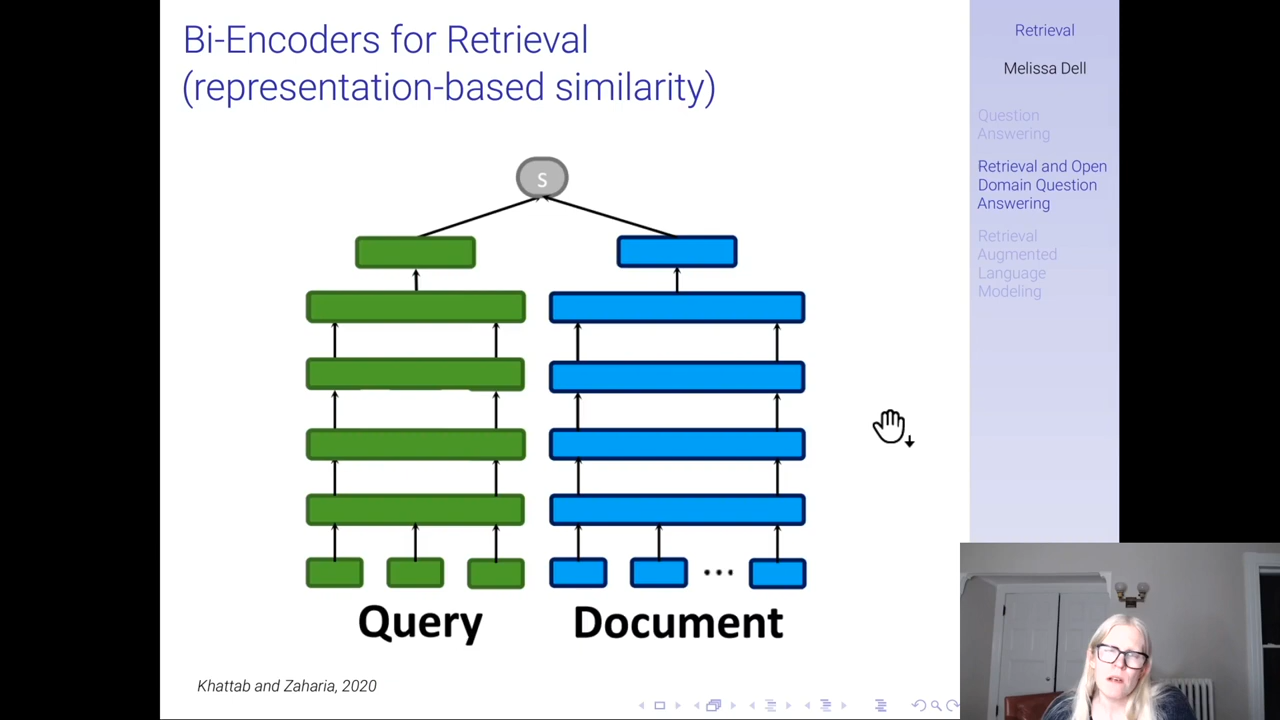 Bi-Encoders for Retrieval
(representation-based similarity)
s
Query
Document
Khattab and Zaharia, 2020
Retrieval
Melissa Dell
Question
Answering
Retrieval and Open
Domain Question
Answering
Retrieval
Augmented
Language
Modeling